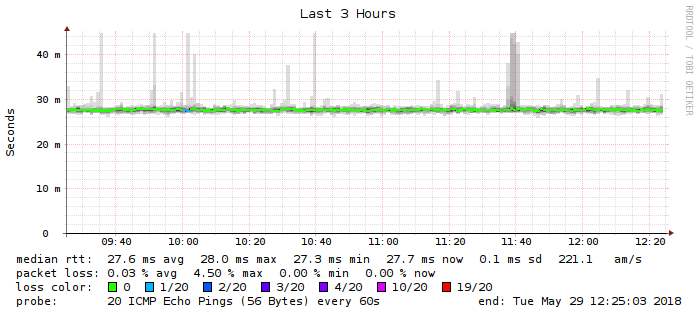 Last 3 Hours
RRDTOOL / TOBI OETIKER
Seconds
40 m
30 m
20 m
10 m
0
09:40 10:00 10:20 10:40 11:00 11:20 11:40 12:00 12:20
median rtt: 27.6 ms avg 28.0 ms max 27.3 ms min 27.7 ms now 0.1 ms sd 221.1 am/s
packet loss: 0.03 % avg 4.50 % max 0.00 % min 0.00 % now
loss color: 0 1/20 2/20 3/20 4/20 10/20 19/20
probe: 20 ICMP Echo Pings (56 Bytes) every 60s end: Tue May 29 12:25:03 2018